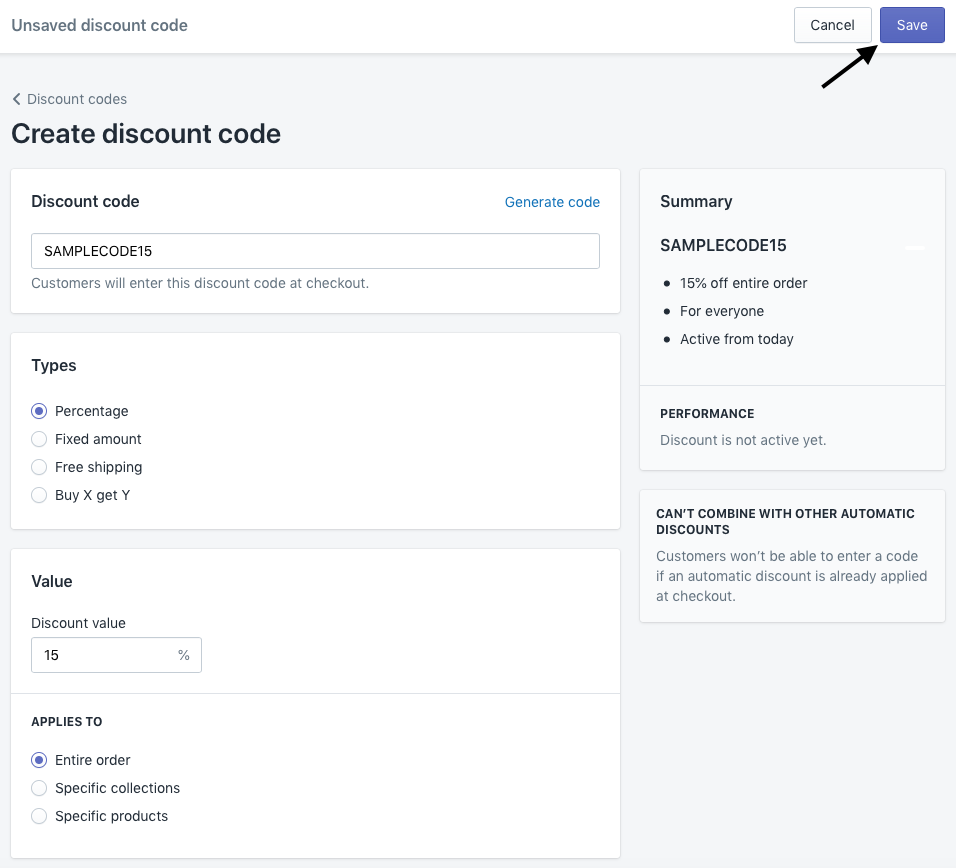 Unsaved discount code
Cancel
Save
Discount codes
Create discount code
Discount code
Generate code
SAMPLECODE15
Customers will enter this discount code at checkout.
Types
Percentage
Fixed amount
Free shipping
Buy X get Y
Value
Discount value
15 %
APPLIES TO
Entire order
Specific collections
Specific products
Summary
SAMPLECODE15
15% off entire order
For everyone
Active from today
PERFORMANCE
Discount is not active yet.
CAN’T COMBINE WITH OTHER AUTOMATIC
DISCOUNTS
Customers won’t be able to enter a code
if an automatic discount is already applied
at checkout.